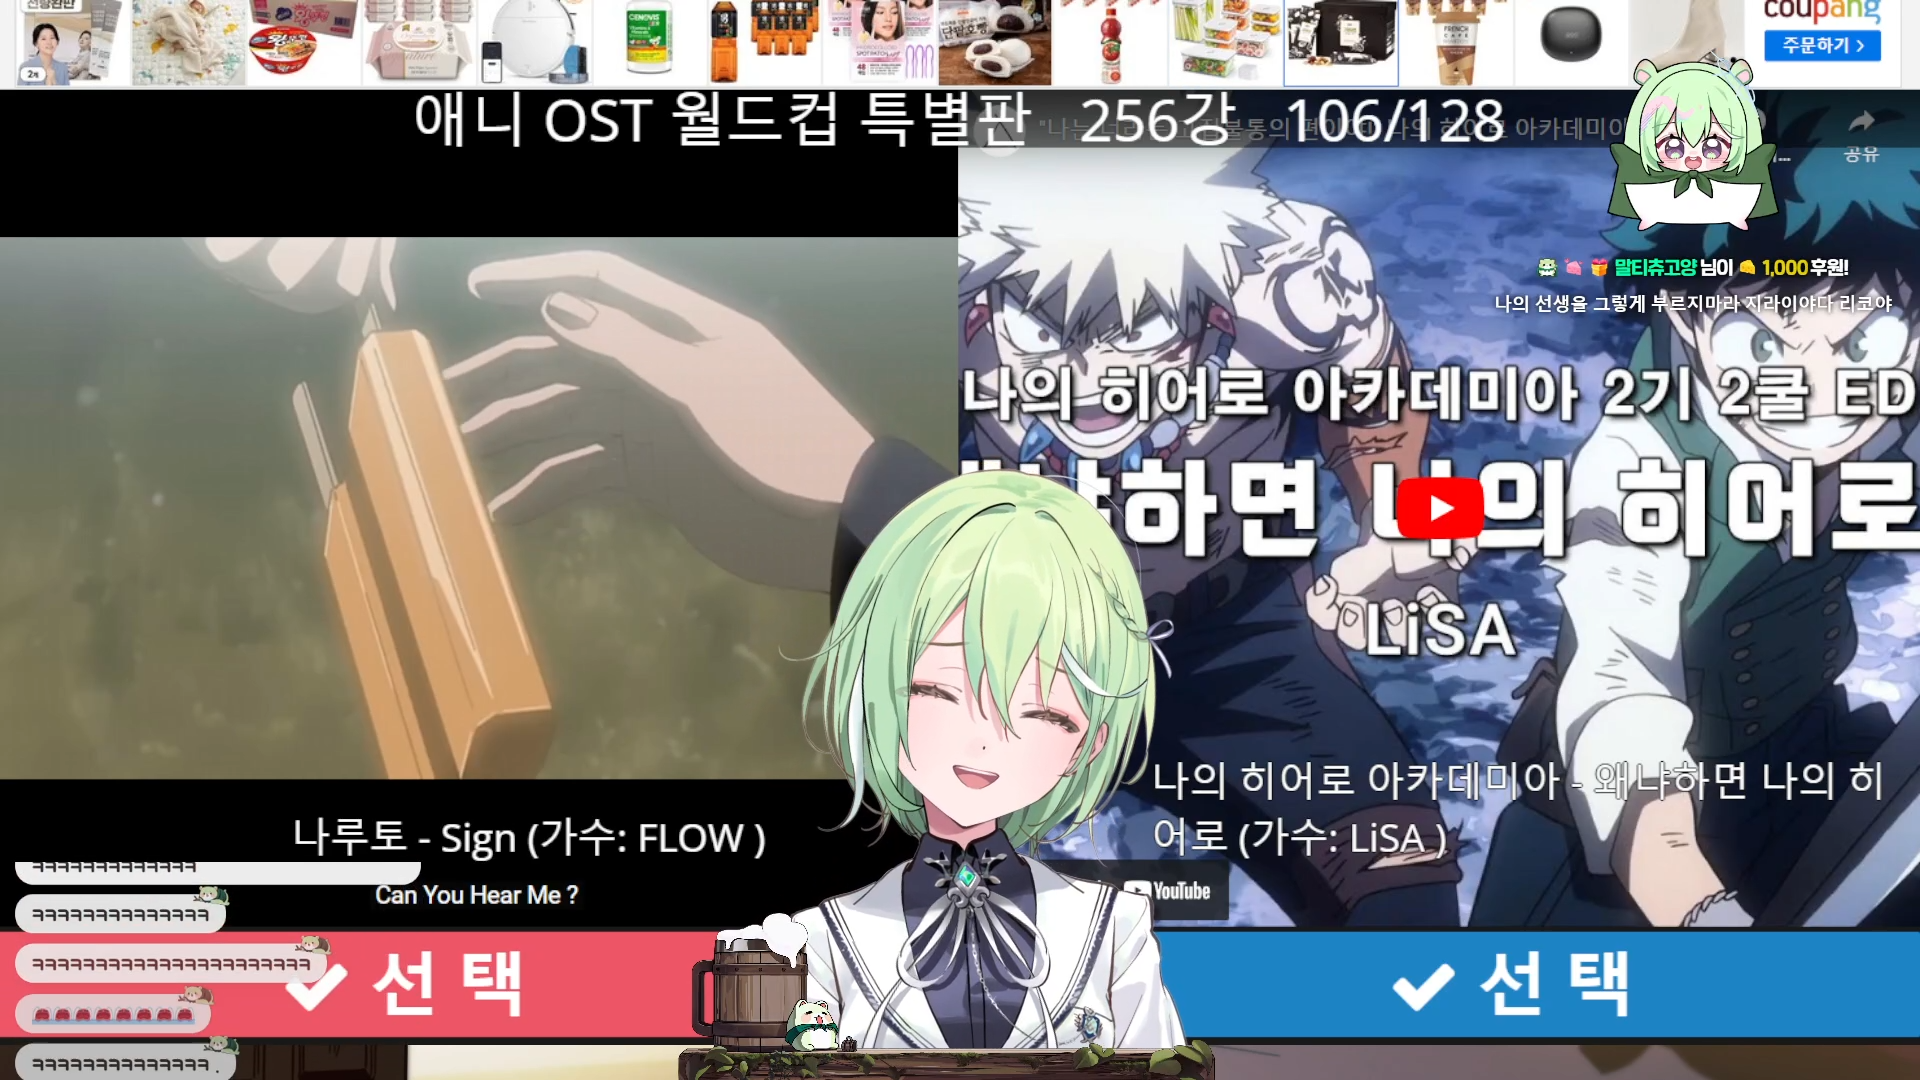 coupang
주문하기 >
애니 OST 월드컵 특별판 256강 106/128
공유
말티츄고양님이 1,000 후원!
나의 선생을 그렇게 부르지마라 지라이야다 리코야
나의 히어로 아카데미아 2기 2쿨 ED
하면 나의 히어로
LiSA
나루토 - Sign (가수: FLOW )
나의 히어로 아카데미아 - 왜냐하면 나의 히
어로 (가수: LiSA )
Can You Hear Me ?
YouTube
ㅋㅋㅋㅋㅋㅋㅋㅋㅋㅋㅋㅋㅋ
ㅋㅋㅋㅋㅋㅋㅋㅋㅋㅋㅋㅋㅋㅋ
ㅋㅋㅋㅋㅋㅋㅋㅋㅋㅋㅋㅋㅋㅋㅋㅋㅋㅋㅋㅋㅋㅋ
선택
선택
ㅋㅋㅋㅋㅋㅋㅋㅋㅋㅋㅋㅋㅋㅋ .